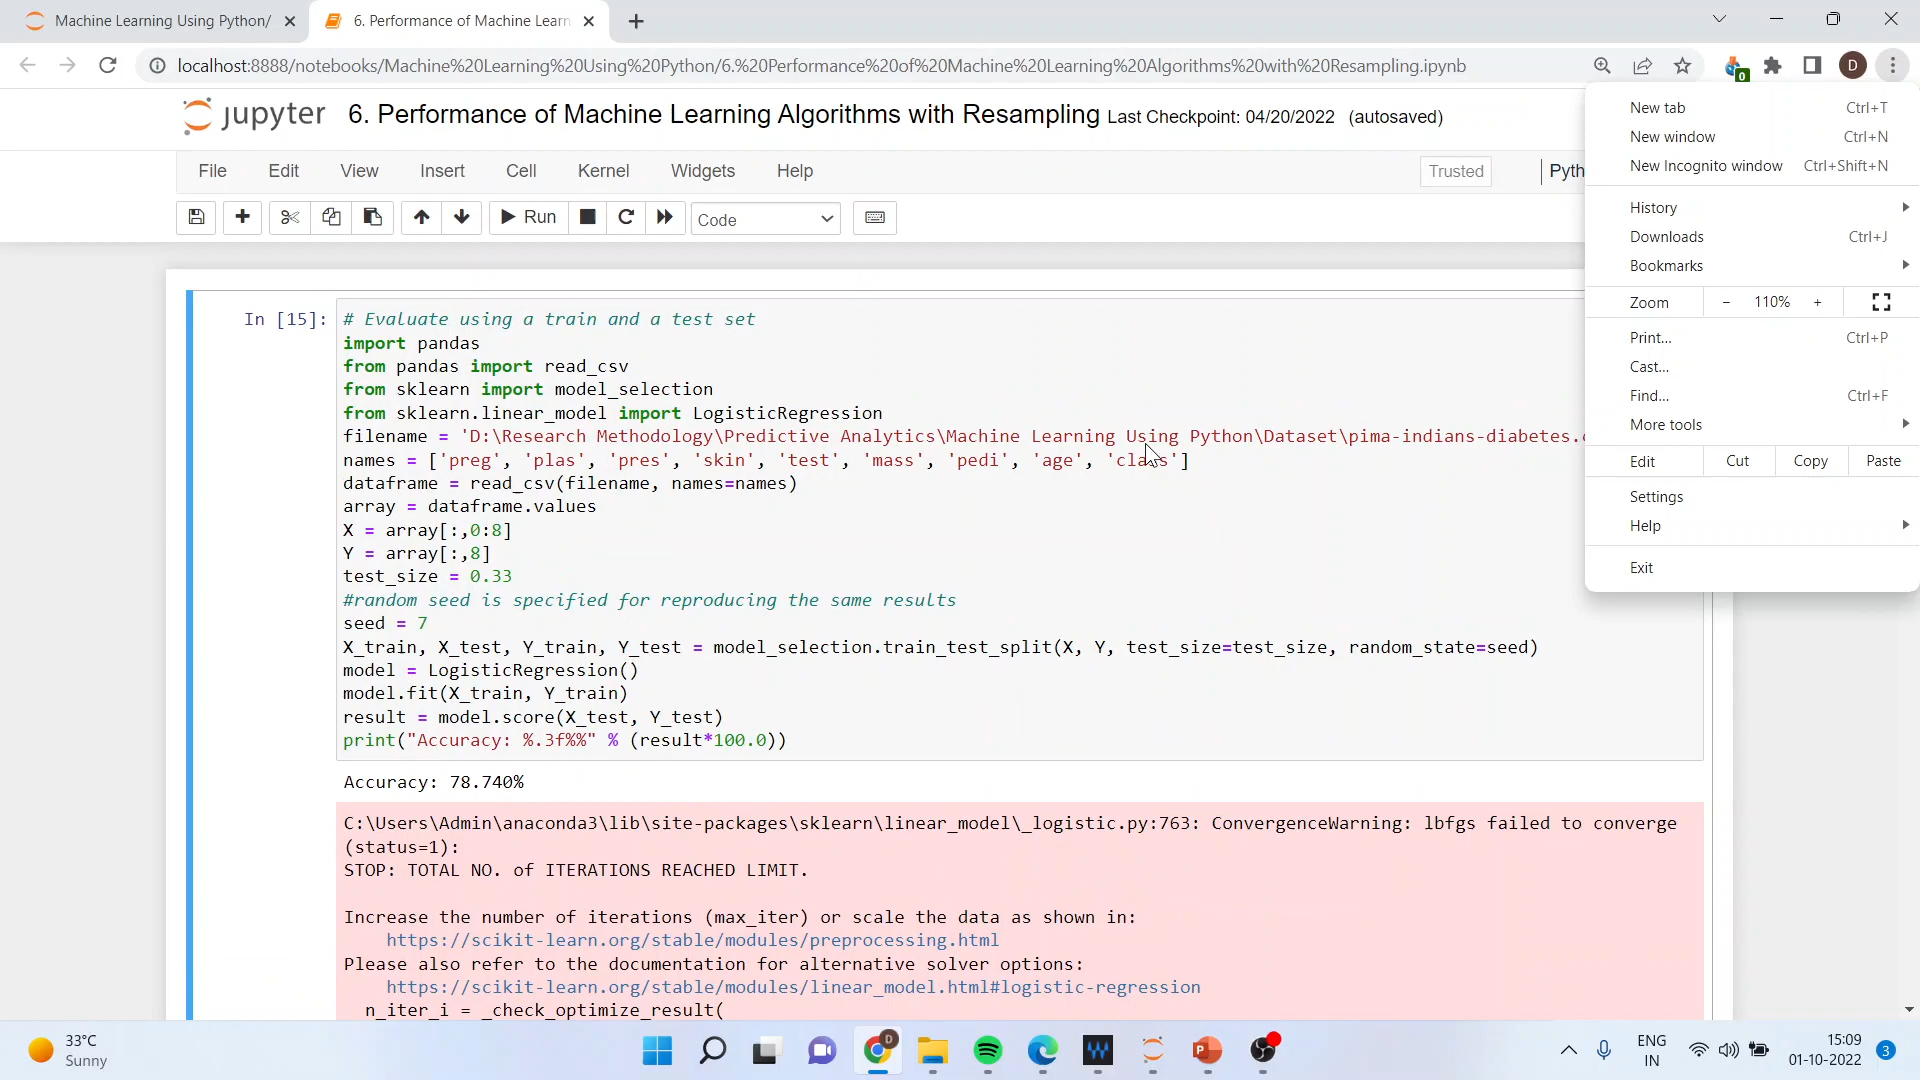 Machine Learning Using Python/
6. Performance of Machine Learn
localhost:8888/notebooks/Machine%20Learning%20Using%20Python/6.%20Performance%20of%20Machine%20Learning%20Algorithms%20with%20Resampling.ipynb
0
D
jupyter 6. Performance of Machine Learning Algorithms with Resampling Last Checkpoint: 04/20/2022 (autosaved)
File Edit View Insert Cell Kernel Widgets Help Trusted Pyth
Run Code
New tab Ctrl+T
New window Ctrl+N
New Incognito window Ctrl+Shift+N
History
Downloads Ctrl+J
Bookmarks
Zoom - 110% +
Print... Ctrl+P
Cast...
Find... Ctrl+F
More tools
Edit Cut Copy Paste
Settings
Help
Exit
In [15]: # Evaluate using a train and a test set
import pandas
from pandas import read_csv
from sklearn import model_selection
from sklearn.linear_model import LogisticRegression
filename = 'D:\Research Methodology\Predictive Analytics\Machine Learning Using Python\Dataset\pima-indians-diabetes.
names = ['preg', 'plas', 'pres', 'skin', 'test', 'mass', 'pedi', 'age', 'class']
dataframe = read_csv(filename, names=names)
array = dataframe.values
X = array[:,0:8]
Y = array[:,8]
test_size = 0.33
#random seed is specified for reproducing the same results
seed = 7
X_train, X_test, Y_train, Y_test = model_selection.train_test_split(X, Y, test_size=test_size, random_state=seed)
model = LogisticRegression()
model.fit(X_train, Y_train)
result = model.score(X_test, Y_test)
print("Accuracy: %.3f%%" % (result*100.0))
Accuracy: 78.740%
C:\Users\Admin\anaconda3\lib\site-packages\sklearn\linear_model\_logistic.py:763: ConvergenceWarning: lbfgs failed to converge
(status=1):
STOP: TOTAL NO. of ITERATIONS REACHED LIMIT.
Increase the number of iterations (max_iter) or scale the data as shown in:
https://scikit-learn.org/stable/modules/preprocessing.html
Please also refer to the documentation for alternative solver options:
https://scikit-learn.org/stable/modules/linear_model.html#logistic-regression
n_iter_i = _check_optimize_result(
33°C
Sunny
D
ENG
IN
15:09
01-10-2022
3